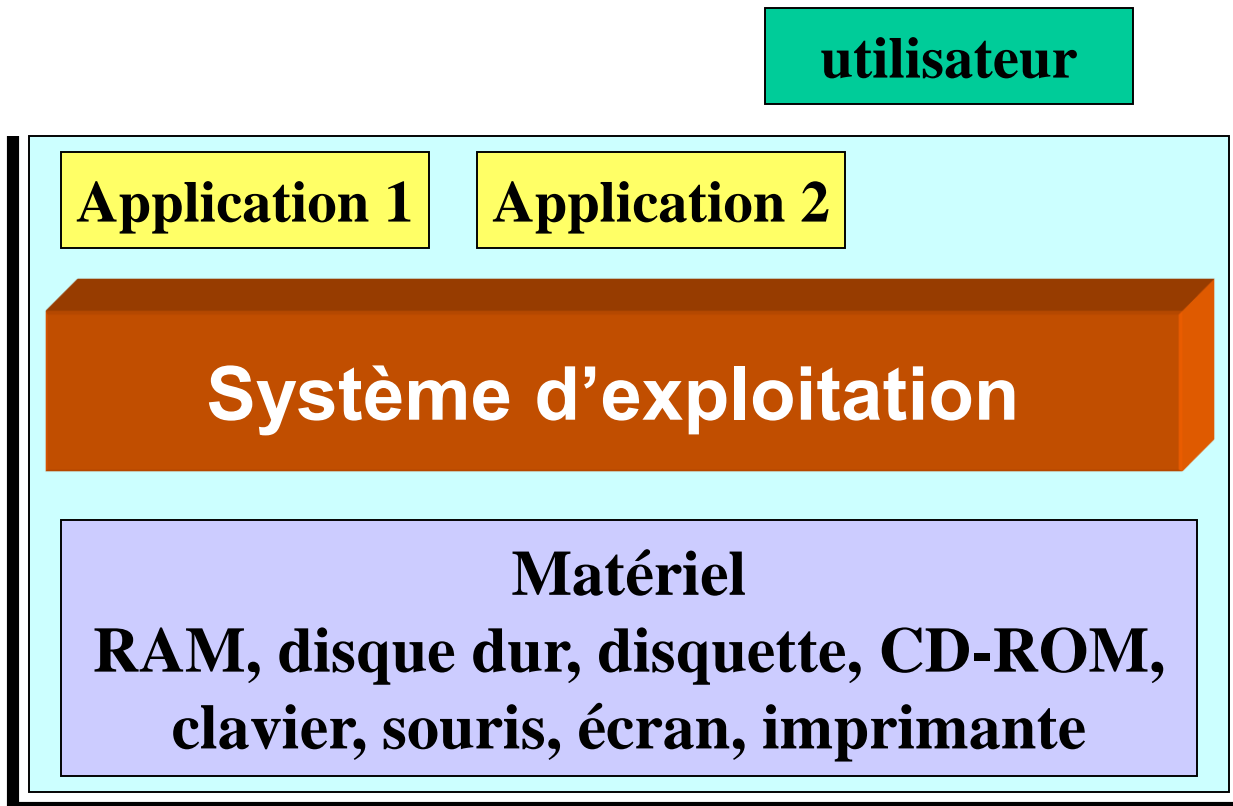 utilisateur
Application 1
Application 2
Système d’exploitation
Matériel
RAM, disque dur, disquette, CD-ROM,
clavier, souris, écran, imprimante